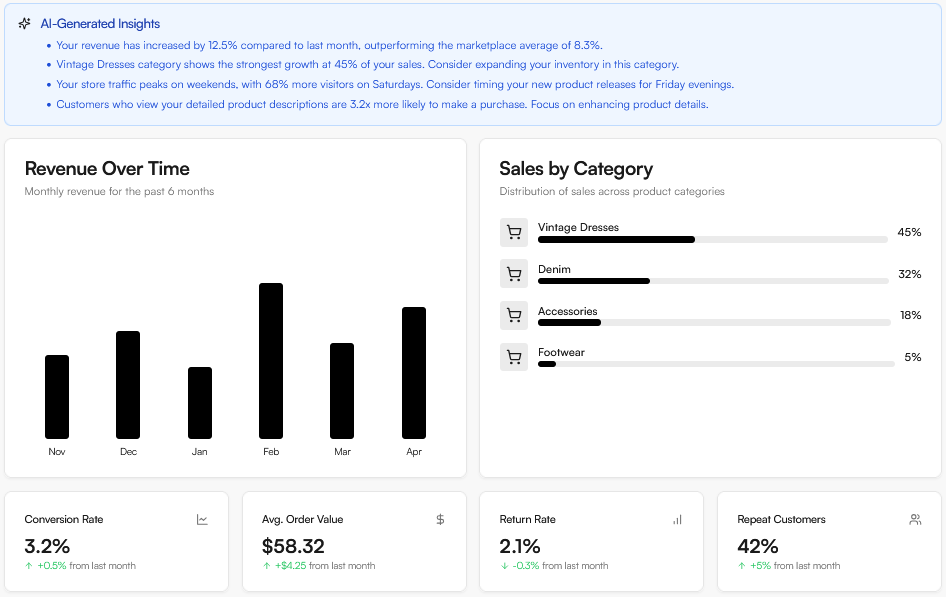 AI-Generated Insights
• Your revenue has increased by 12.5% compared to last month, outperforming the marketplace average of 8.3%.
• Vintage Dresses category shows the strongest growth at 45% of your sales. Consider expanding your inventory in this category.
• Your store traffic peaks on weekends, with 68% more visitors on Saturdays. Consider timing your new product releases for Friday evenings.
• Customers who view your detailed product descriptions are 3.2x more likely to make a purchase. Focus on enhancing product details.
Revenue Over Time
Monthly revenue for the past 6 months
Nov Dec Jan Feb Mar Apr
Sales by Category
Distribution of sales across product categories
Vintage Dresses 45%
Denim 32%
Accessories 18%
Footwear 5%
Conversion Rate
3.2%
↑ +0.5% from last month
Avg. Order Value
$58.32
↑ +$4.25 from last month
Return Rate
2.1%
↓ -0.3% from last month
Repeat Customers
42%
↑ +5% from last month